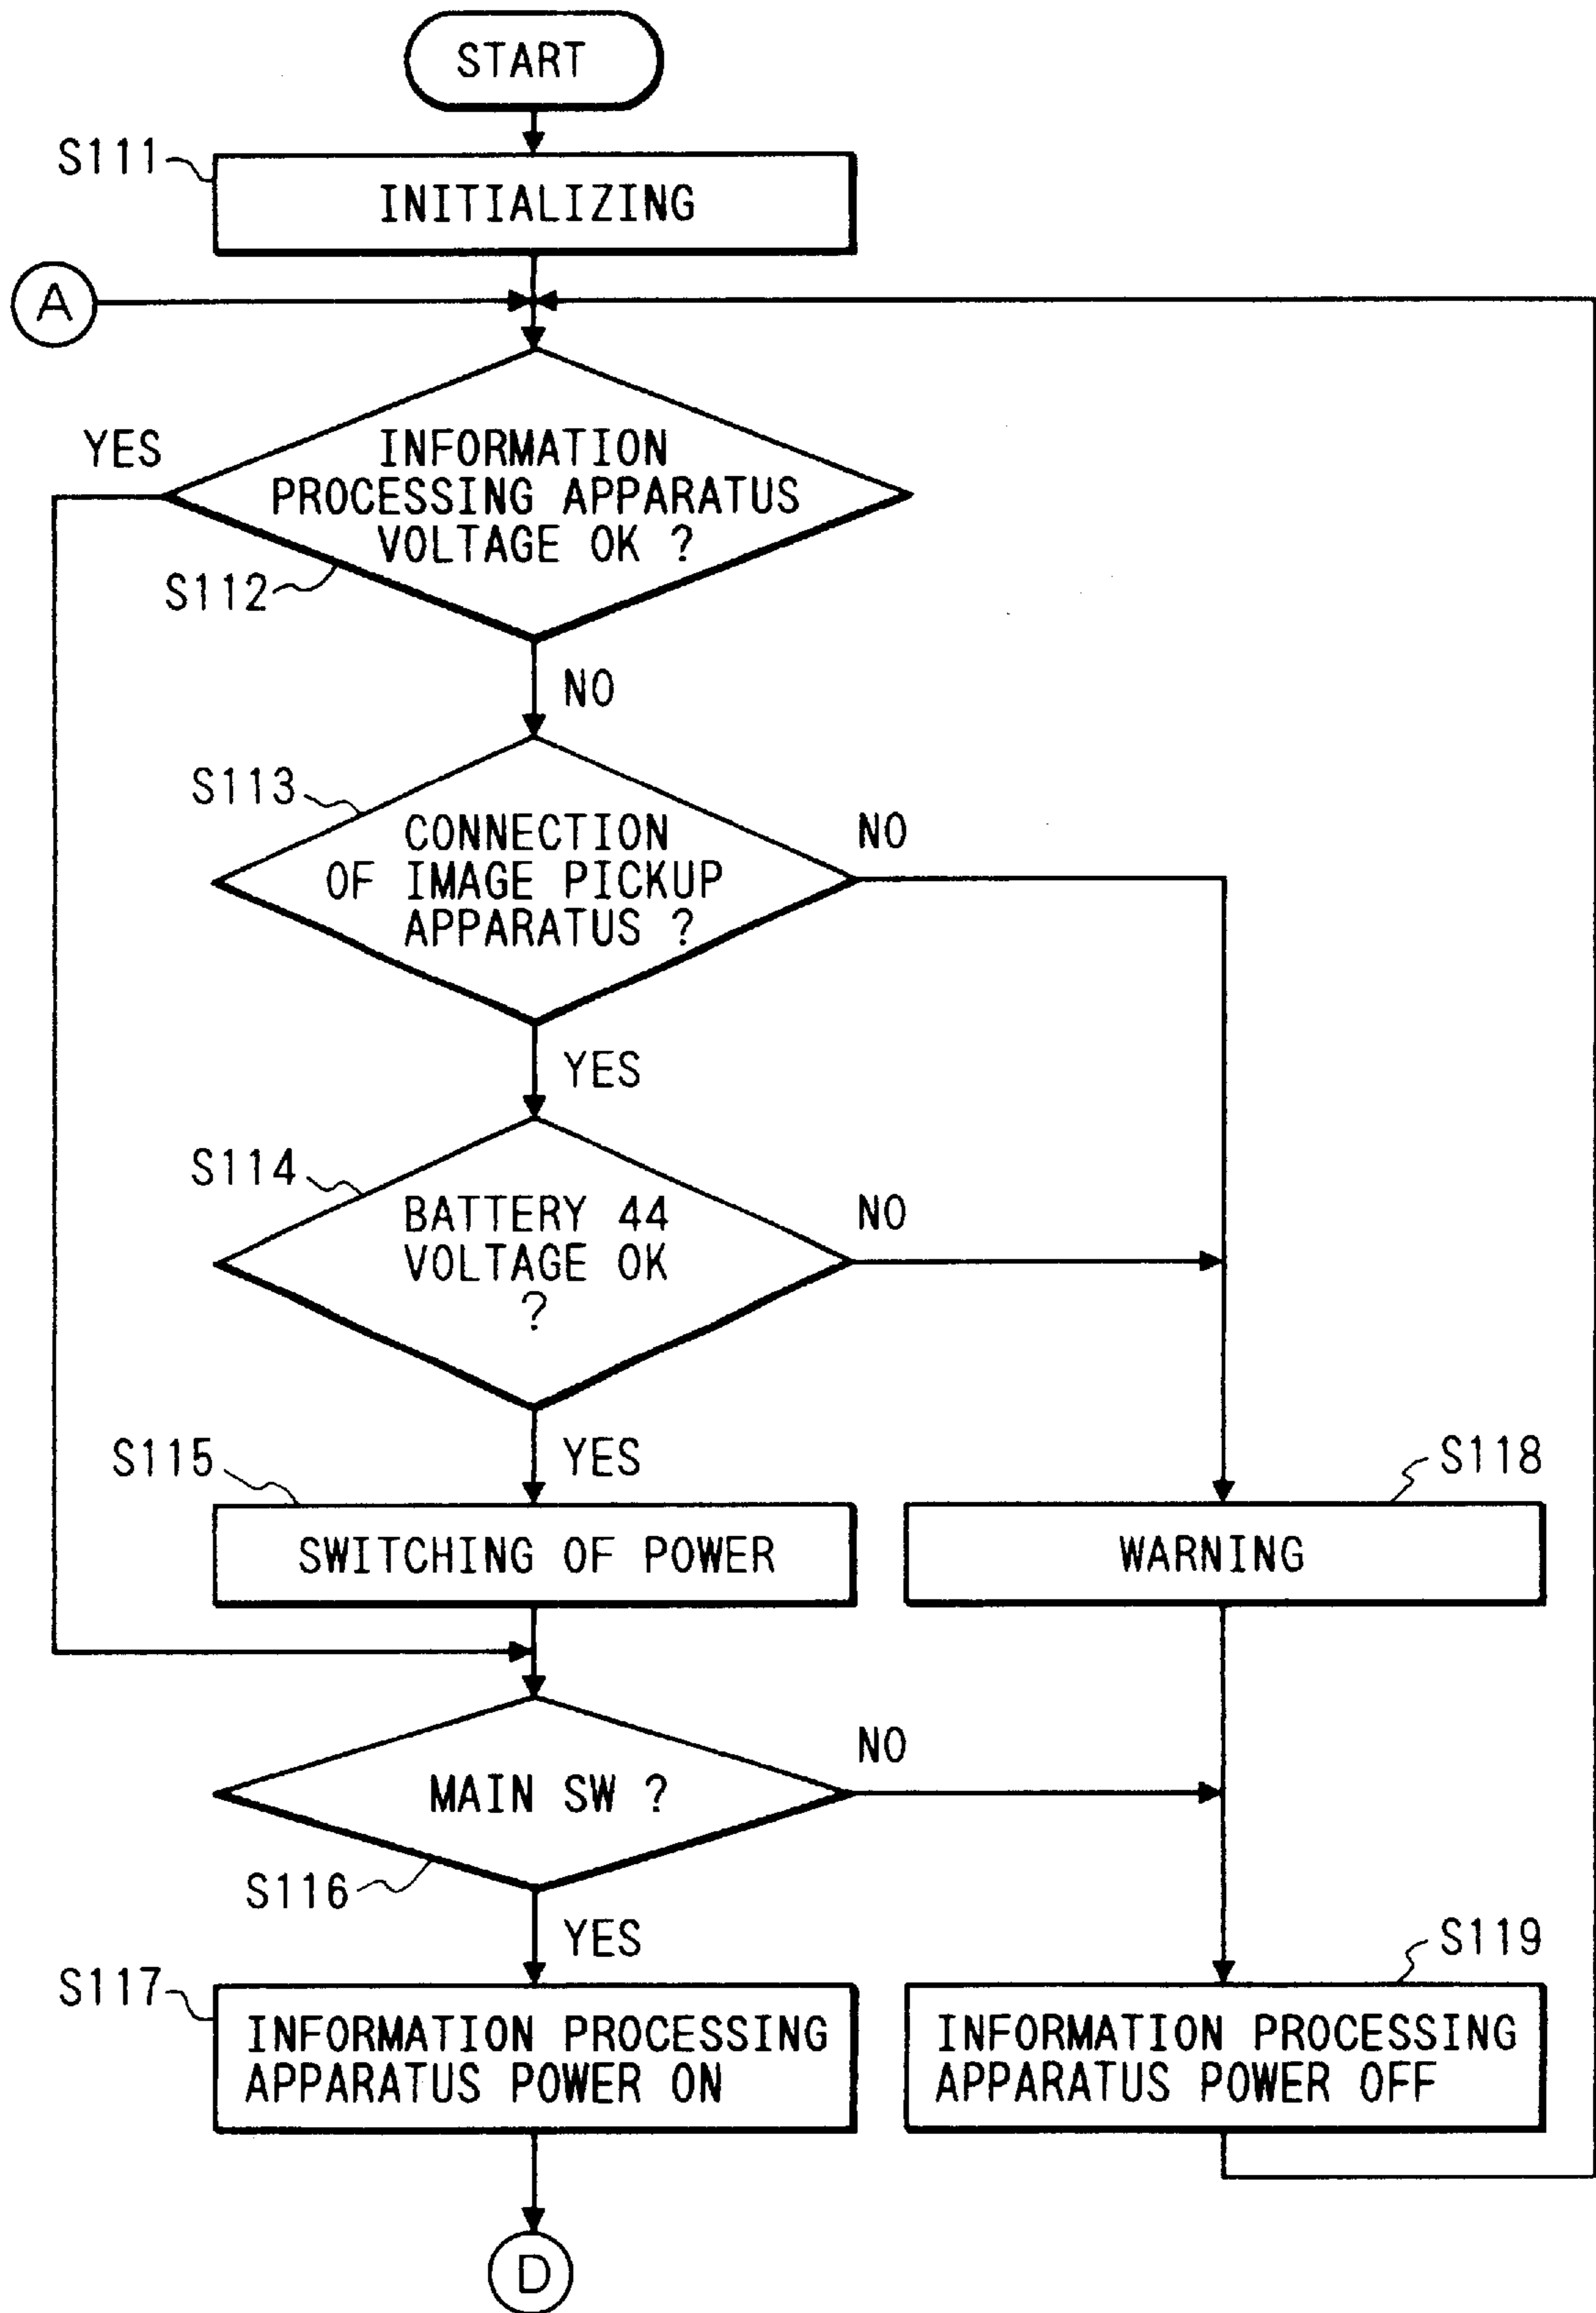 START
S111
INITIALIZING
A
YES
INFORMATION
PROCESSING APPARATUS
VOLTAGE OK ?
S112
NO
S113
CONNECTION
OF IMAGE PICKUP
APPARATUS ?
NO
YES
S114
BATTERY 44
VOLTAGE OK
?
NO
YES
S115
SWITCHING OF POWER
S118
WARNING
MAIN SW ?
NO
S116
YES
S117
INFORMATION PROCESSING
APPARATUS POWER ON
S119
INFORMATION PROCESSING
APPARATUS POWER OFF
D